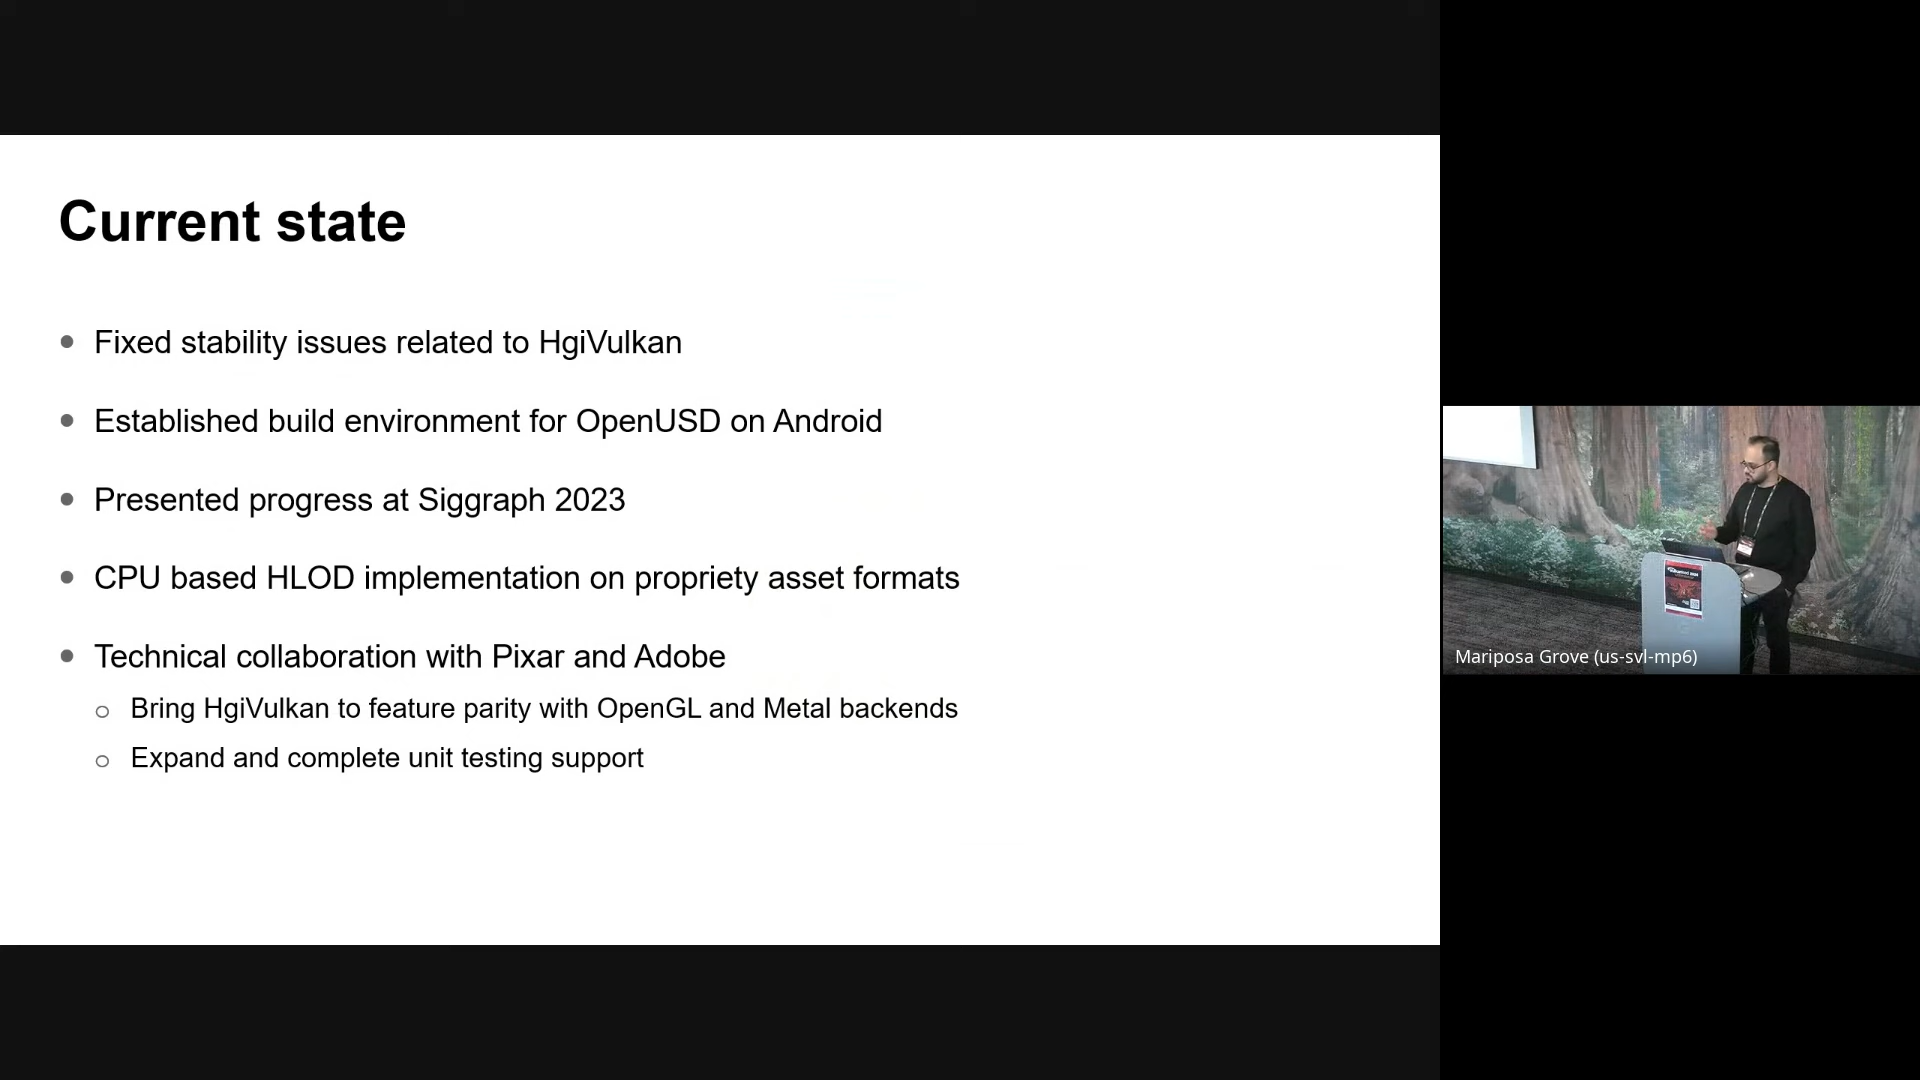 Current state
Fixed stability issues related to HgiVulkan
Established build environment for OpenUSD on Android
Presented progress at Siggraph 2023
CPU based HLOD implementation on propriety asset formats
Technical collaboration with Pixar and Adobe
Bring HgiVulkan to feature parity with OpenGL and Metal backends
Expand and complete unit testing support
Mariposa Grove (us-svl-mp6)